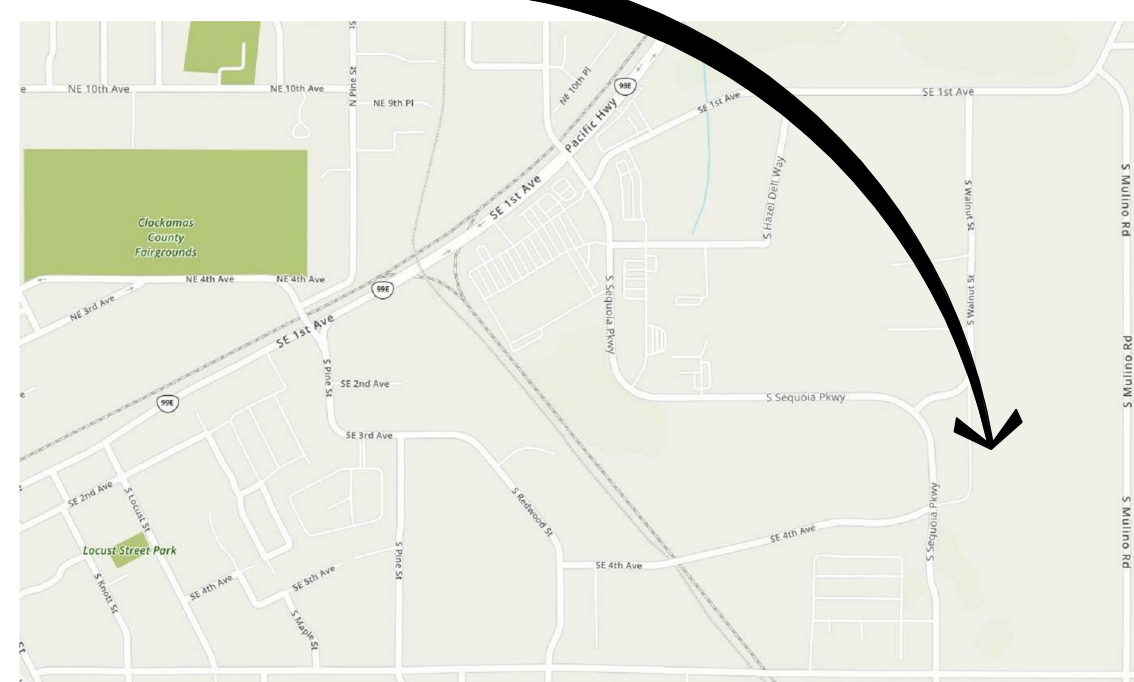 St
NE 10th Ave
NE 10th Ave
N Pine St
NE 9th Pl
NE 10th Pl
99E
Pacific Hwy
SE 1st Ave
SE 1st Ave
S Mulino Rd
S Hazel Dell Way
S Walnut St
Clackamas
County
Fairgrounds
SE 1st Ave
NE 4th Ave
NE 4th Ave
NE 3rd Ave
99E
S Sequoia Pkwy
S Walnut St
SE 1st Ave
S Pine St
SE 2nd Ave
S Mulino Rd
99E
S Sequoia Pkwy
SE 3rd Ave
SE 2nd Ave
S Locust St
S Redwood St
S Sequoia Pkwy
S Mulino Rd
SE 4th Ave
Locust Street Park
S Pine St
SE 4th Ave
S Knott St
SE 4th Ave
SE 5th Ave
S Maple St